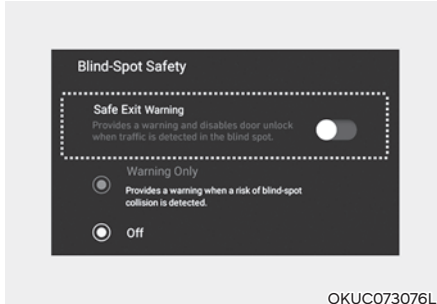 Blind-Spot Safety
Safe Exit Warning
Provides a warning and disables door unlock
when traffic is detected in the blind spot.
Warning Only
Provides a warning when a risk of blind-spot
collision is detected.
Off
OKUC073076L